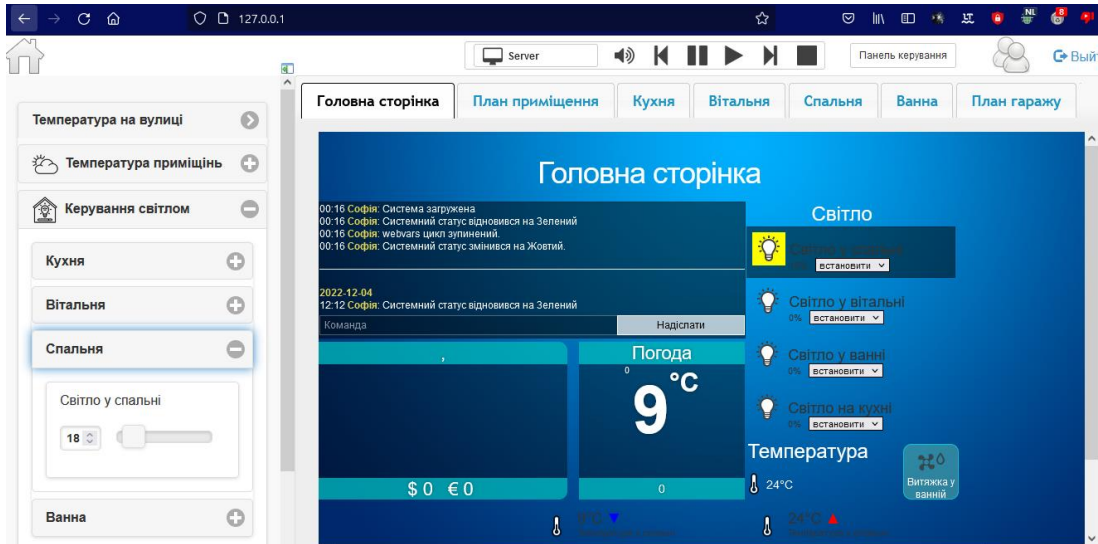 127.0.0.1
NL
8
Server
Панель керування
Вый
Головна сторінка
План приміщення
Кухня
Вітальня
Спальня
Ванна
План гаражу
Температура на вулиці
Температура приміщінь
Керування світлом
Кухня
Вітальня
Спальня
Світло у спальні
18
Ванна
Головна сторінка
00:16 Софія: Система загружена
00:16 Софія: Системний статус відновився на Зелений
00:16 Софія: webvars цикл зупинений.
00:16 Софія: Системний статус змінився на Жовтий.
2022-12-04
12:12 Софія: Системний статус відновився на Зелений
Команда
Надіслати
,
$ 0 € 0
Погода
0
9 °C
0
Світло
Світло у спальні
встановити
Світло у вітальні
0% встановити
Світло у ванні
0% встановити
Світло на кухні
0% встановити
Температура
24°C
Витяжка у
ванній
24°C